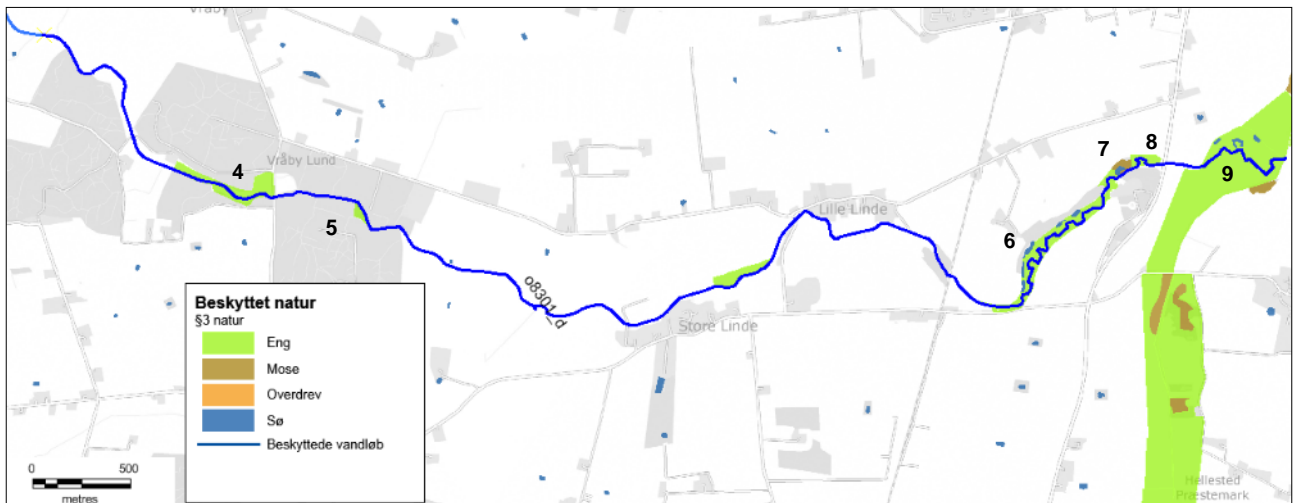 Vråby
4
Vråby Lund
5
7
8
9
6
Lille Linde
o8301_d
Store Linde
Beskyttet natur
§3 natur
Eng
Mose
Overdrev
Sø
Beskyttede vandløb
0 500
metres
Hellested
Præstemark